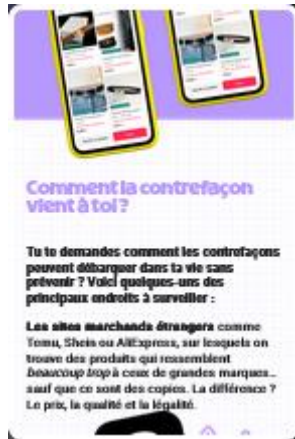 Comment la contrefaçon
vient à toi ?
Tu te demandes comment les contrefaçons
peuvent débarquer dans ta vie sans
prévenir ? Voici quelques-uns des
principaux endroits à surveiller :
Les sites marchands étrangers comme
Temu, Shein ou AliExpress, sur lesquels on
trouve des produits qui ressemblent
beaucoup trop à ceux de grandes marques…
sauf que ce sont des copies. La différence ?
Le prix, la qualité et la légalité.